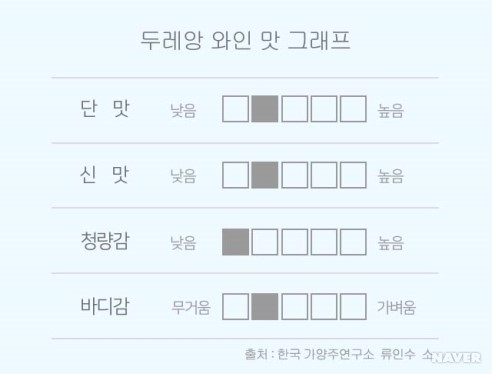 두레앙 와인 맛 그래프
단 맛 낮음 높음
신 맛 낮음 높음
청량감 낮음 높음
바디감 무거움 가벼움
출처 : 한국 가양주연구소 류인수 소
NAVER